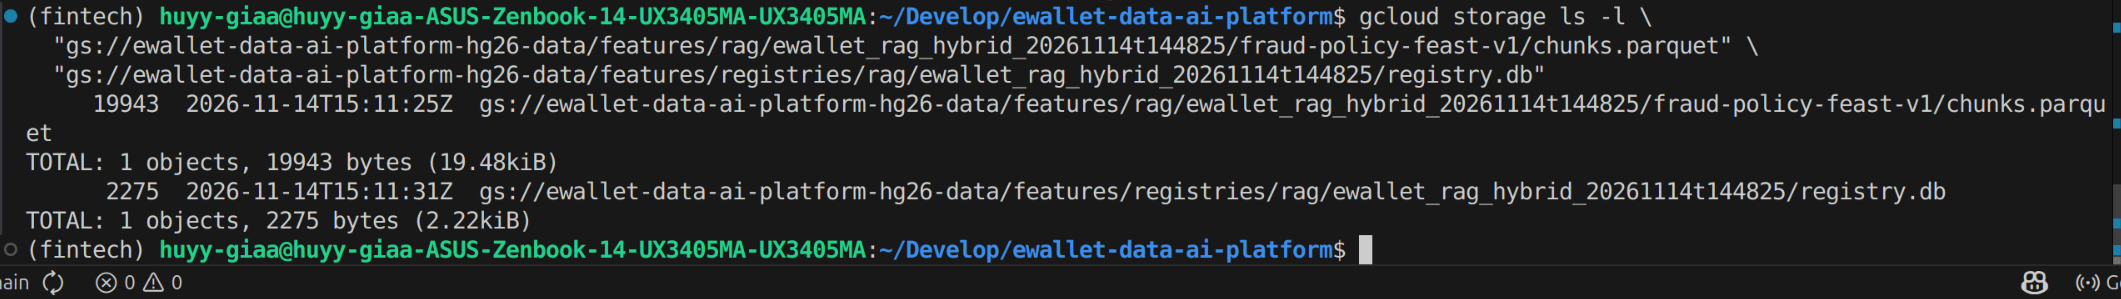 (fintech) huyy-giaa@huyy-giaa-ASUS-Zenbook-14-UX3405MA-UX3405MA:~/Develop/ewallet-data-ai-platform$ gcloud storage ls -l \
"gs://ewallet-data-ai-platform-hg26-data/features/rag/ewallet_rag_hybrid_20261114t144825/fraud-policy-feast-v1/chunks.parquet" \
"gs://ewallet-data-ai-platform-hg26-data/features/registries/rag/ewallet_rag_hybrid_20261114t144825/registry.db"
19943  2026-11-14T15:11:25Z  gs://ewallet-data-ai-platform-hg26-data/features/rag/ewallet_rag_hybrid_20261114t144825/fraud-policy-feast-v1/chunks.parqu
et
TOTAL: 1 objects, 19943 bytes (19.48kiB)
2275  2026-11-14T15:11:31Z  gs://ewallet-data-ai-platform-hg26-data/features/registries/rag/ewallet_rag_hybrid_20261114t144825/registry.db
TOTAL: 1 objects, 2275 bytes (2.22kiB)
(fintech) huyy-giaa@huyy-giaa-ASUS-Zenbook-14-UX3405MA-UX3405MA:~/Develop/ewallet-data-ai-platform$
ain 0 0 G